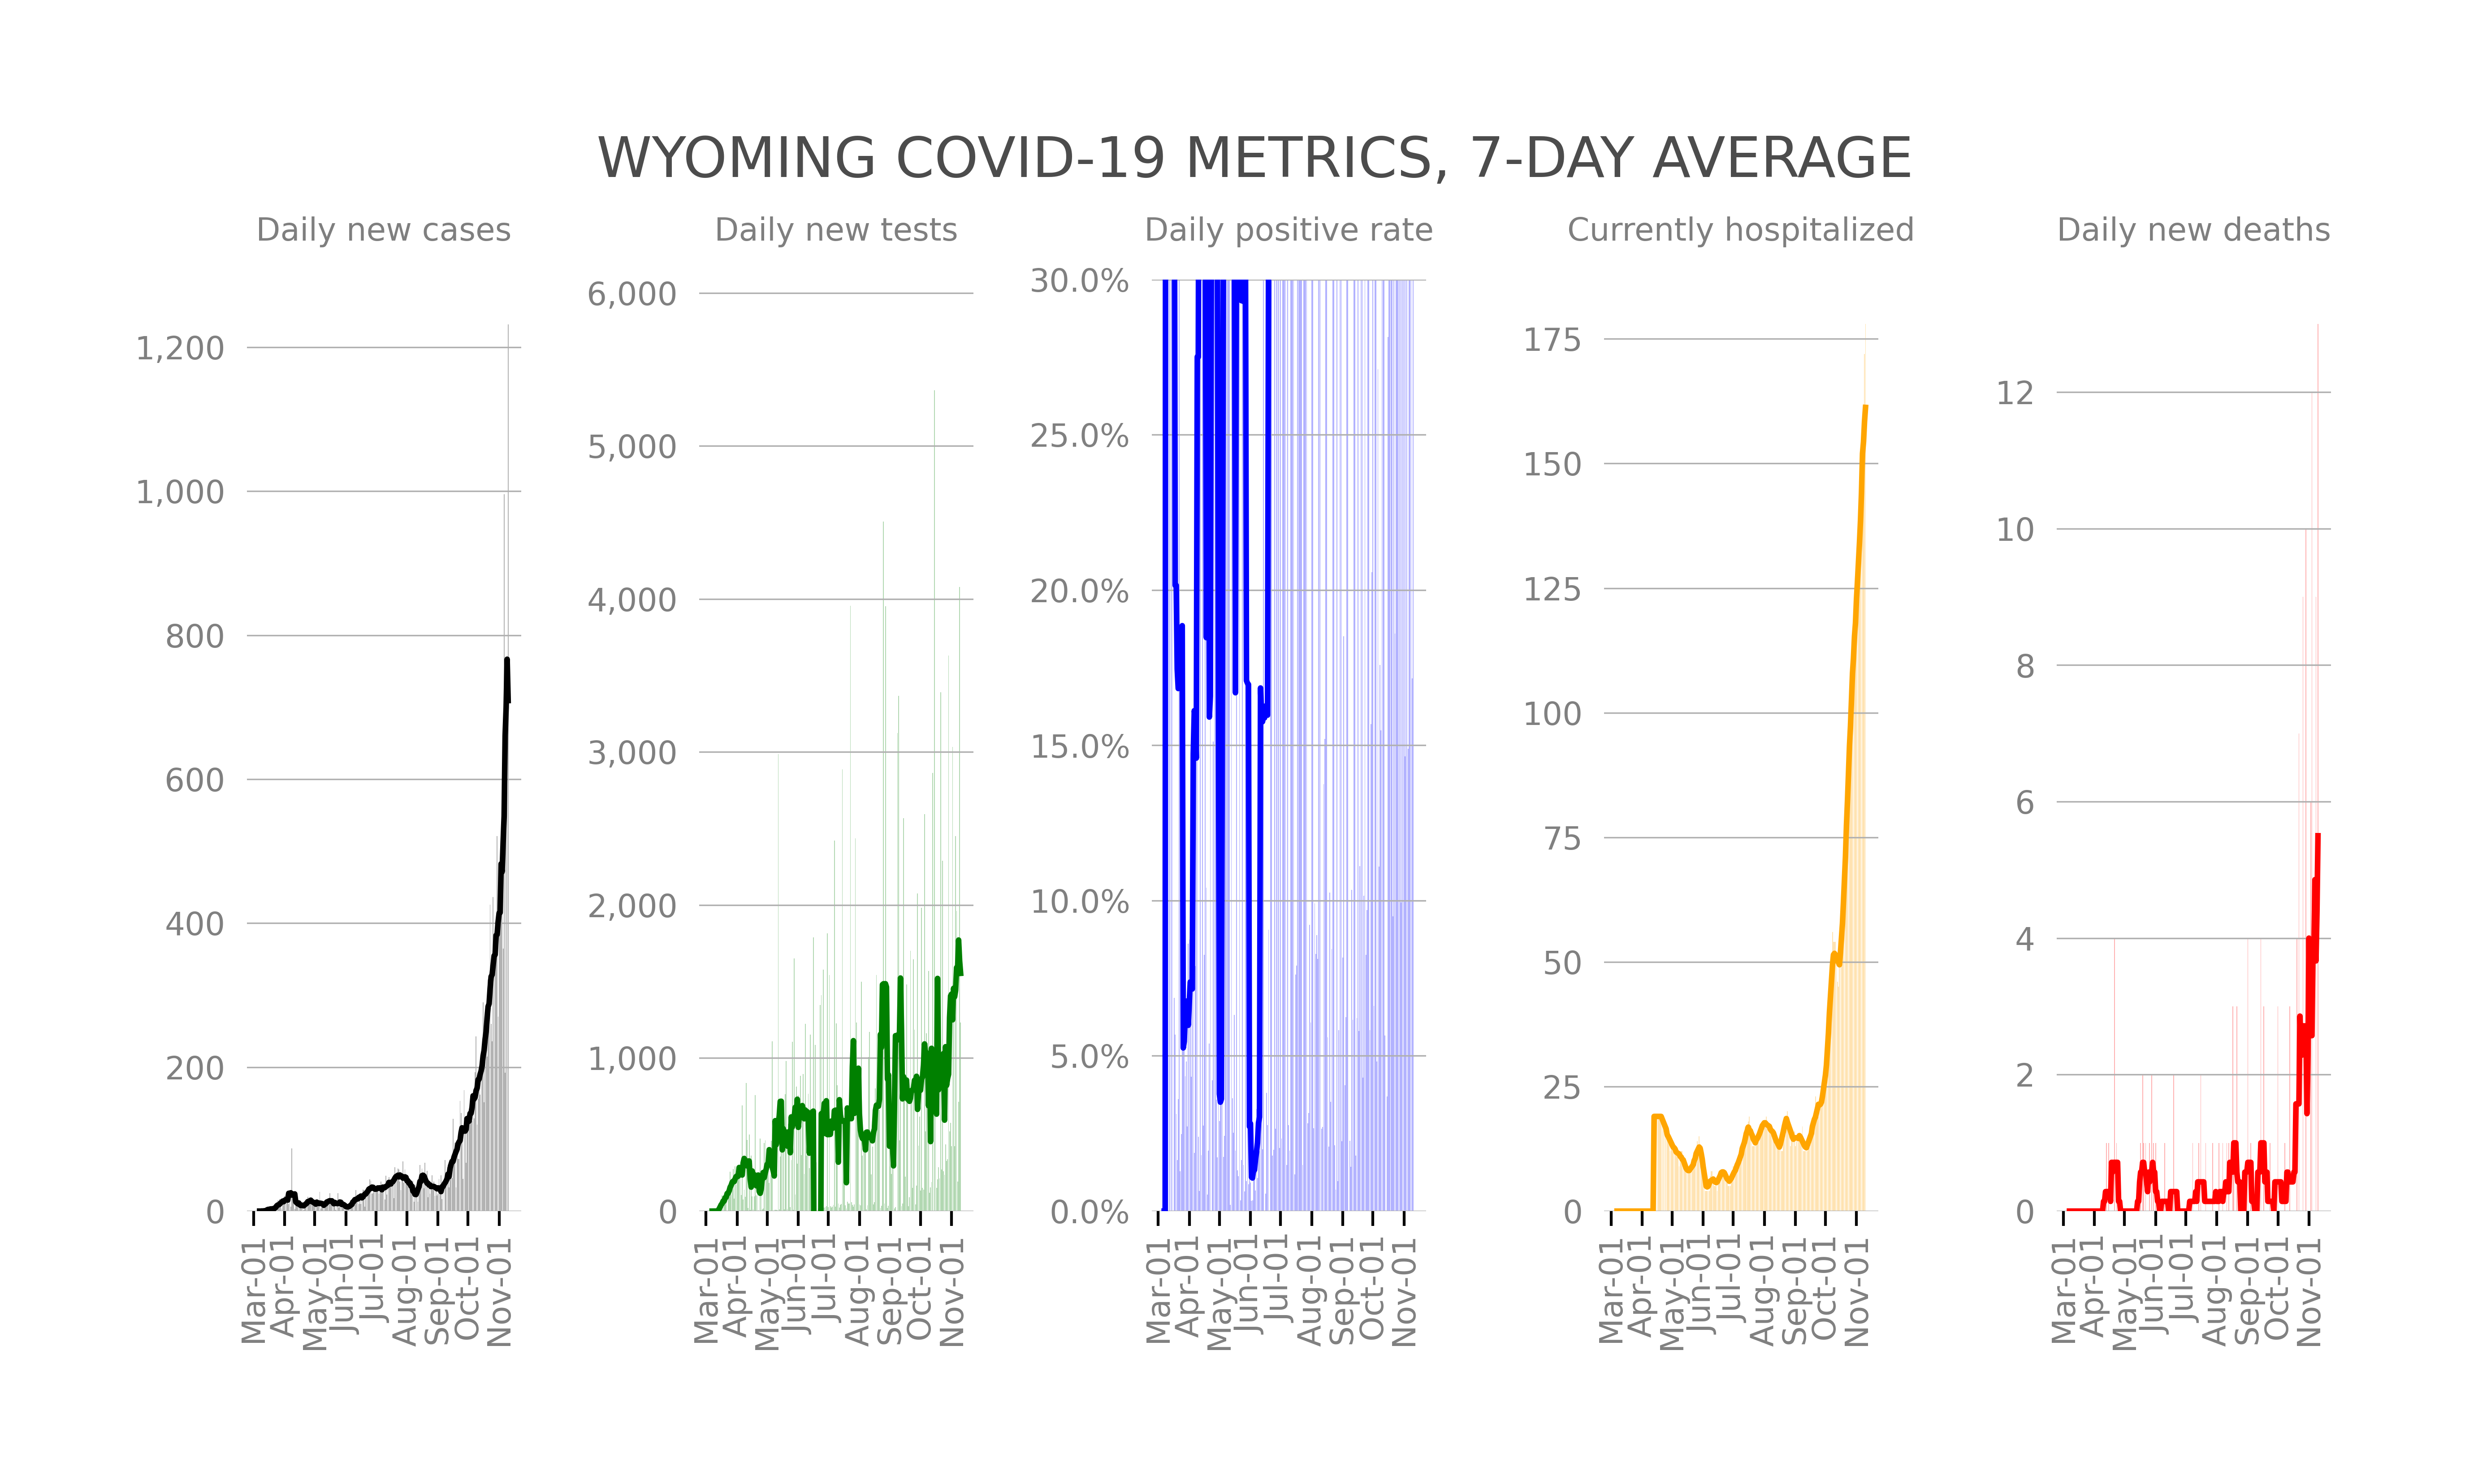 WYOMING COVID-19 METRICS, 7-DAY AVERAGE
Daily new cases
1,200
1,000
800
600
400
200
0
Mar-01
Apr-01
May-01
Jun-01
Jul-01
Aug-01
Sep-01
Oct-01
Nov-01
Daily new tests
6,000
5,000
4,000
3,000
2,000
1,000
0
Mar-01
Apr-01
May-01
Jun-01
Jul-01
Aug-01
Sep-01
Oct-01
Nov-01
Daily positive rate
30.0%
25.0%
20.0%
15.0%
10.0%
5.0%
0.0%
Mar-01
Apr-01
May-01
Jun-01
Jul-01
Aug-01
Sep-01
Oct-01
Nov-01
Currently hospitalized
175
150
125
100
75
50
25
0
Mar-01
Apr-01
May-01
Jun-01
Jul-01
Aug-01
Sep-01
Oct-01
Nov-01
Daily new deaths
12
10
8
6
4
2
0
Mar-01
Apr-01
May-01
Jun-01
Jul-01
Aug-01
Sep-01
Oct-01
Nov-01